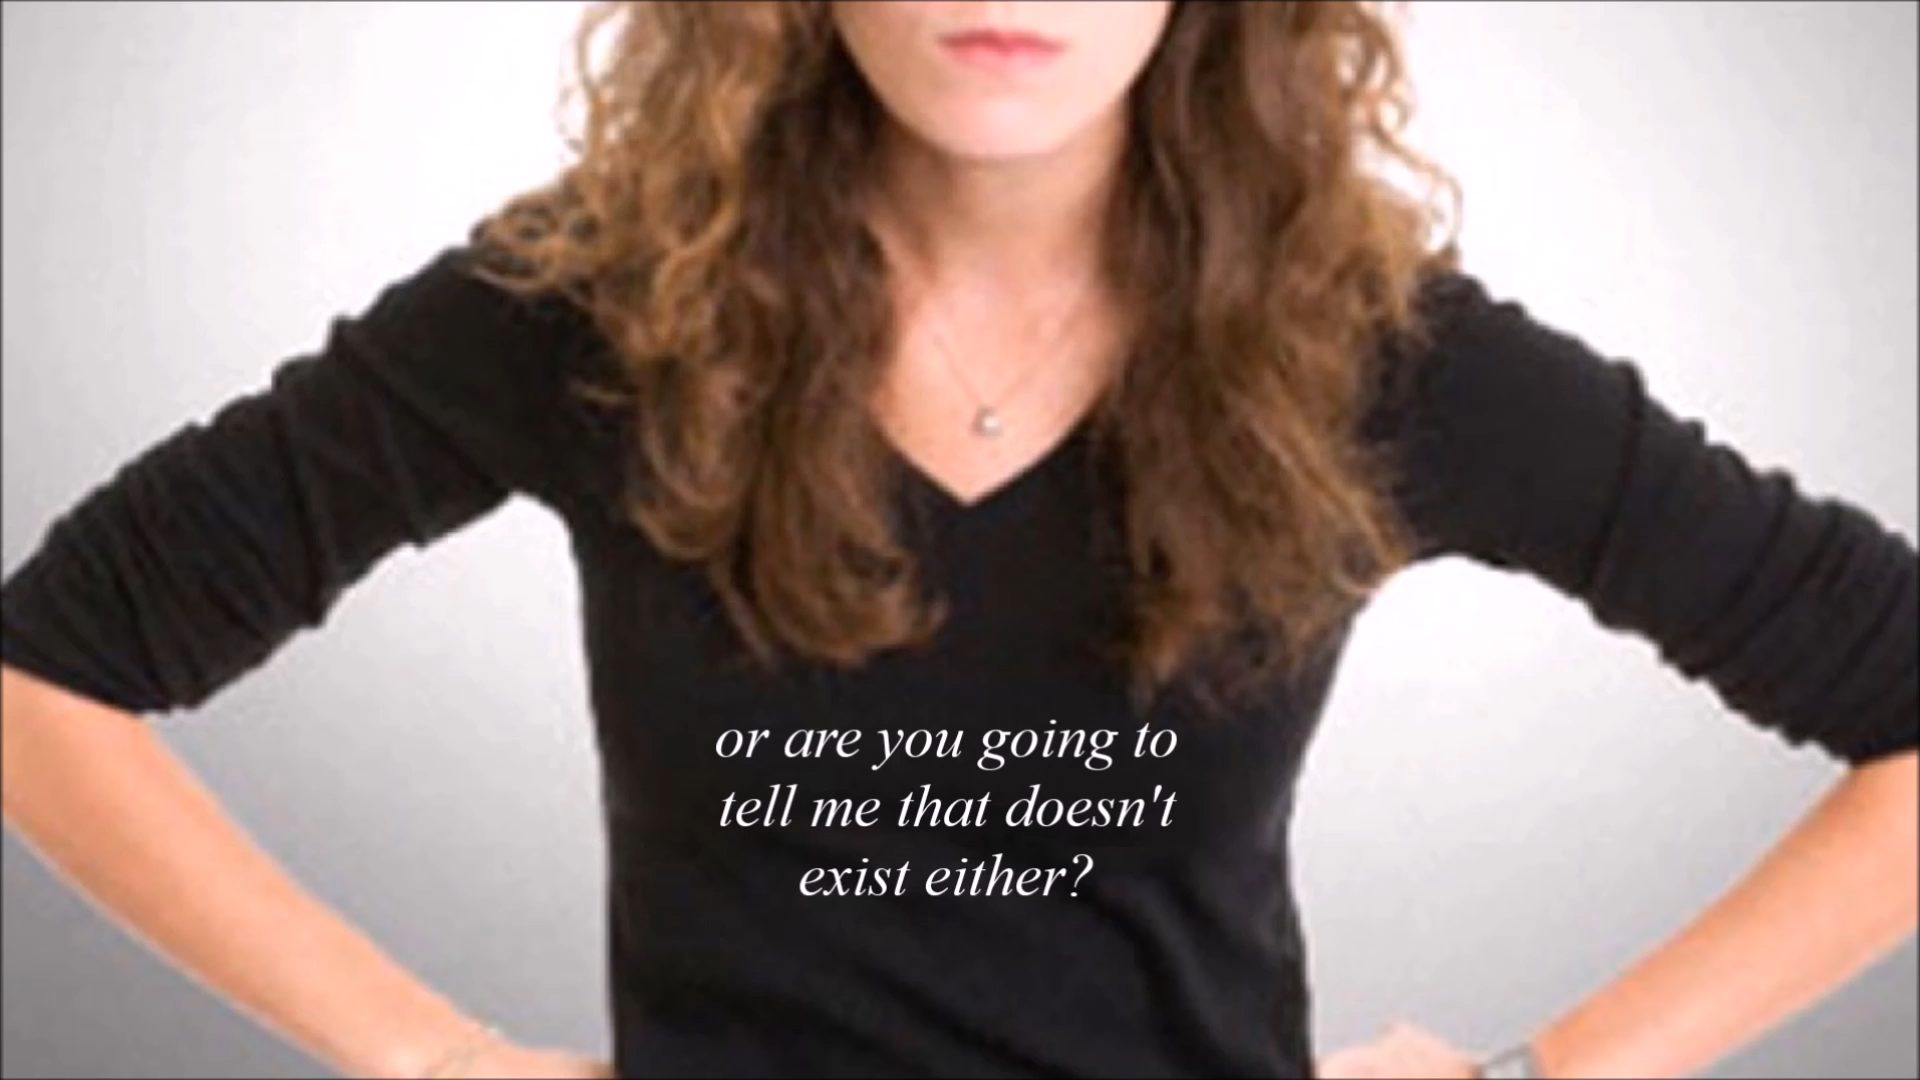 or are you going to
tell me that doesn't
exist either?